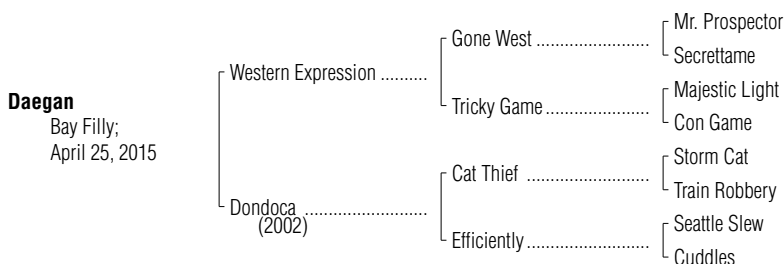 Daegan
Bay Filly;
April 25, 2015
Western Expression ..........
Dondoca ..........................
(2002)
Gone West ........................
Tricky Game ......................
Cat Thief ..........................
Efficiently ..........................
Mr. Prospector
Secrettame
Majestic Light
Con Game
Storm Cat
Train Robbery
Seattle Slew
Cuddles